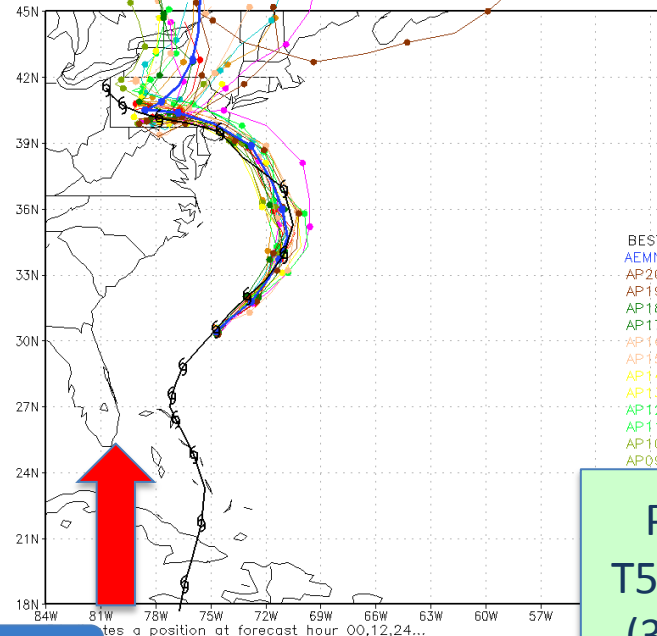 45N
42N
39N
36N
33N
30N
27N
24N
21N
18N
84W 81W 78W 75W 72W 69W 66W 63W 60W 57W
tes a position at forecast hour 00,12,24...
BEST
AEMN
AP20
AP19
AP18
AP17
AP16
AP15
AP14
AP13
AP12
AP11
AP10
AP09
T5